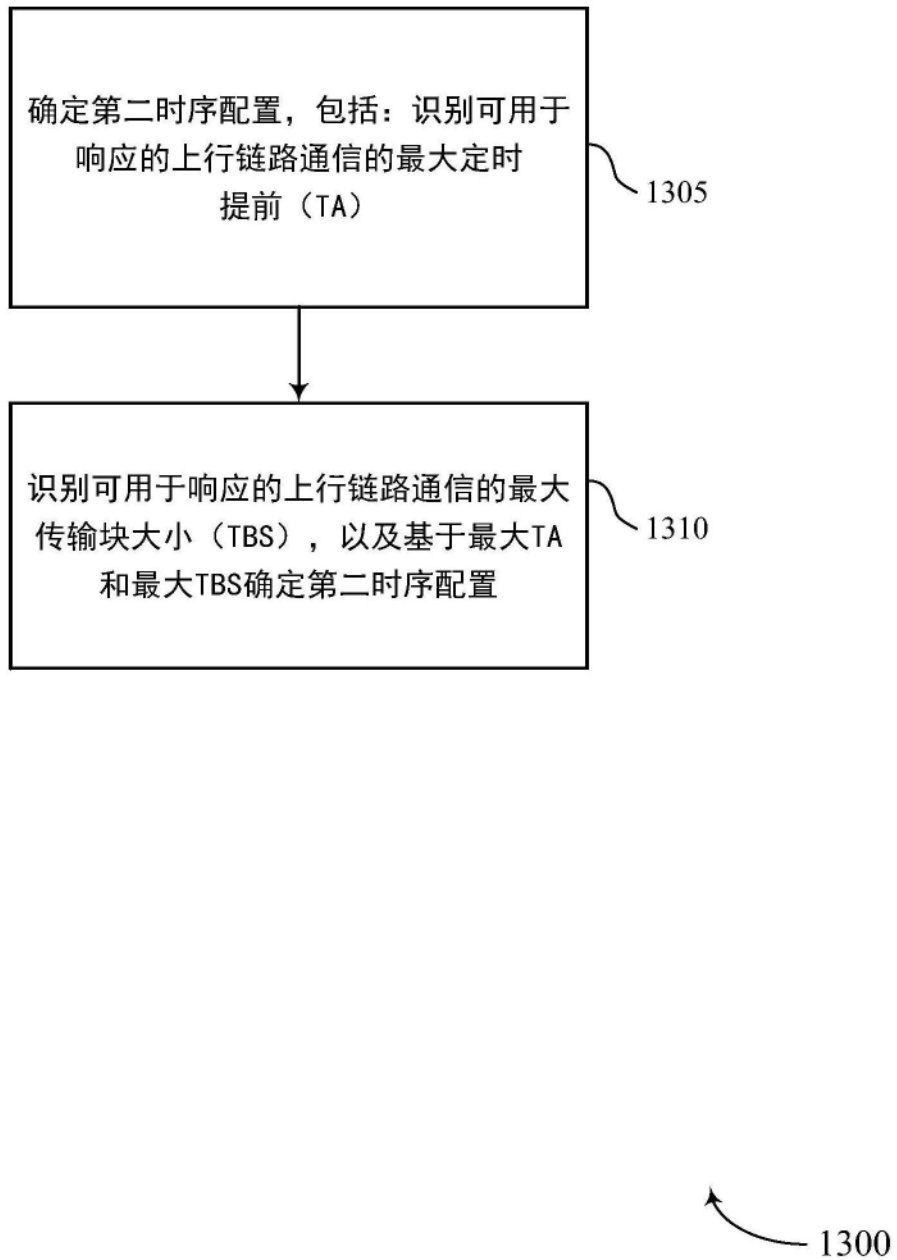 确定第二时序配置，包括：识别可用于
响应的上行链路通信的最大定时
提前（TA）
1305
识别可用于响应的上行链路通信的最大
传输块大小（TBS），以及基于最大TA
和最大TBS确定第二时序配置
1310
1300